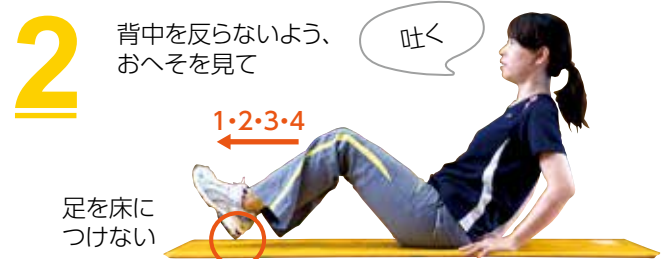 2
背中を反らないよう、
おへそを見て
吐く
1・2・3・4
足を床に
つけない